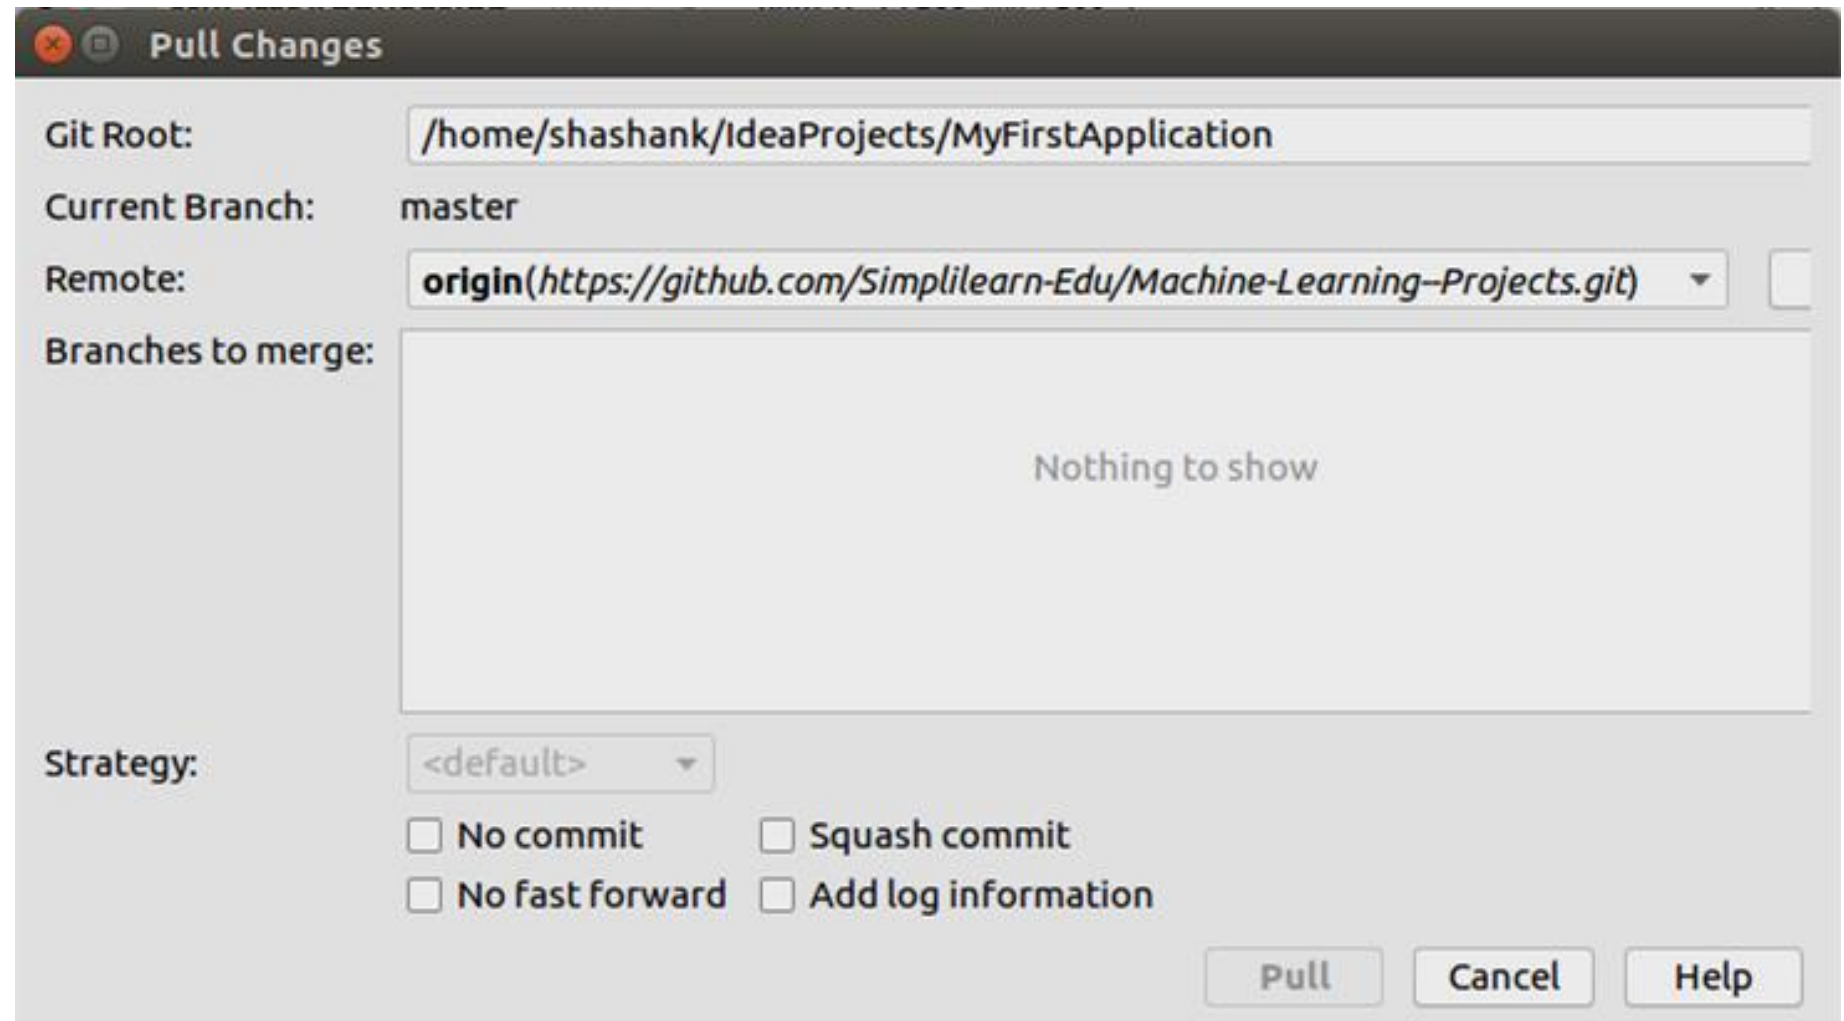 Pull Changes
Git Root: /home/shashank/IdeaProjects/MyFirstApplication
Current Branch: master
Remote: origin(https://github.com/Simplilearn-Edu/Machine-Learning--Projects.git)
Branches to merge:
Nothing to show
Strategy: <default>
No commit Squash commit
No fast forward Add log information
Pull Cancel Help